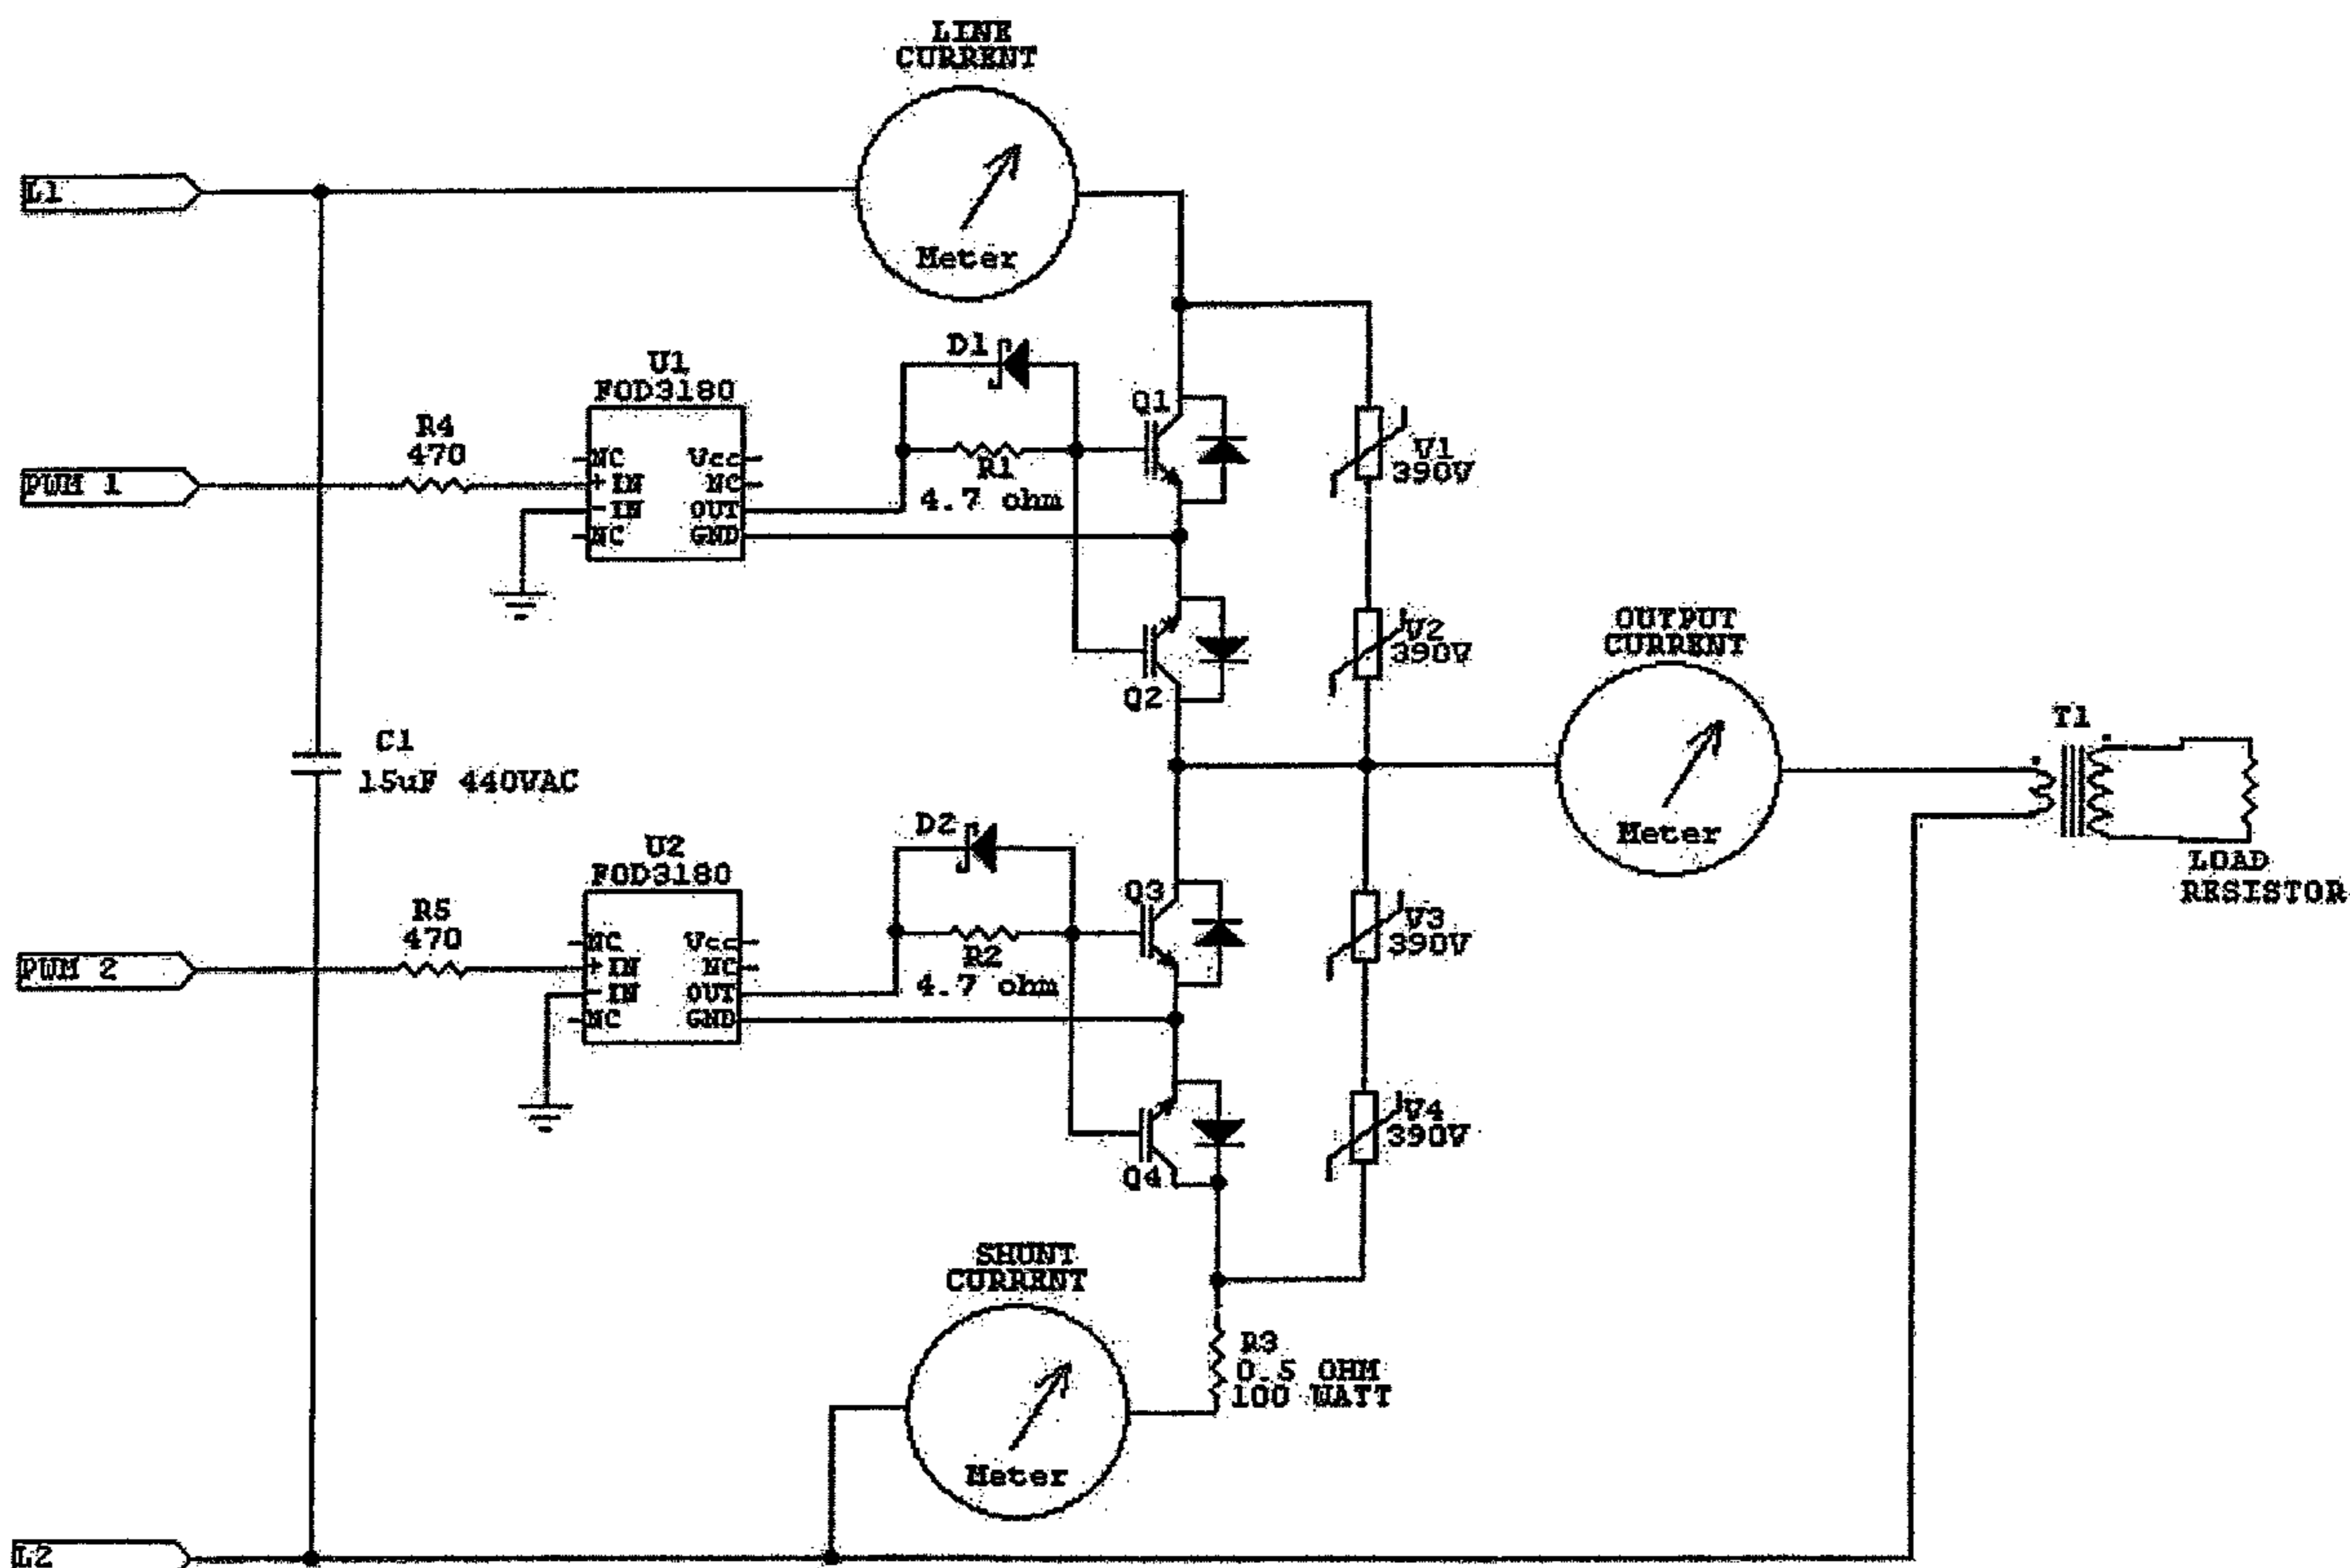 LINE
CURRENT
Meter
L1
D1
U1
FOD3180
Q1
R4
470
NC
Vcc
V1
390V
PWM 1
+ IN
NC
R1
- IN
OUT
4.7 ohm
NC
GND
V2
390V
OUTPUT
CURRENT
Q2
T1
C1
15uF 440VAC
D2
Meter
U2
FOD3180
LOAD
RESISTOR
Q3
R5
470
V3
390V
NC
Vcc
PWM 2
+ IN
NC
R2
- IN
OUT
4.7 ohm
NC
GND
V4
390V
Q4
SHUNT
CURRENT
R3
0.5 OHM
100 WATT
Meter
L2